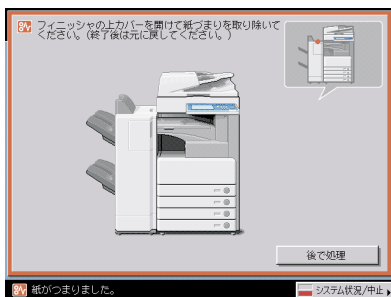 フィニッシャの上カバーを開けて紙づまりを取り除いて
ください。(終了後は元に戻してください。)
後で処理
紙がつまりました。
システム状況/中止